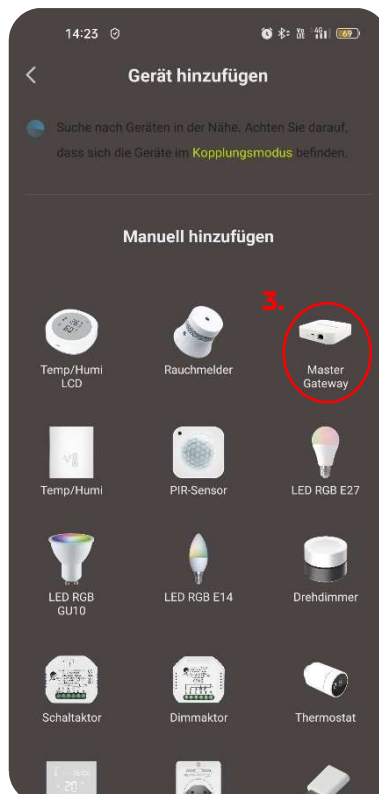 14:23
69
Gerät hinzufügen
Suche nach Geräten in der Nähe. Achten Sie darauf,
dass sich die Geräte im Kopplungsmodus befinden.
Manuell hinzufügen
3.
Temp/Humi
LCD
Rauchmelder
Master
Gateway
Temp/Humi
PIR-Sensor
LED RGB E27
LED RGB
GU10
LED RGB E14
Drehdimmer
Schaltaktor
Dimmaktor
Thermostat